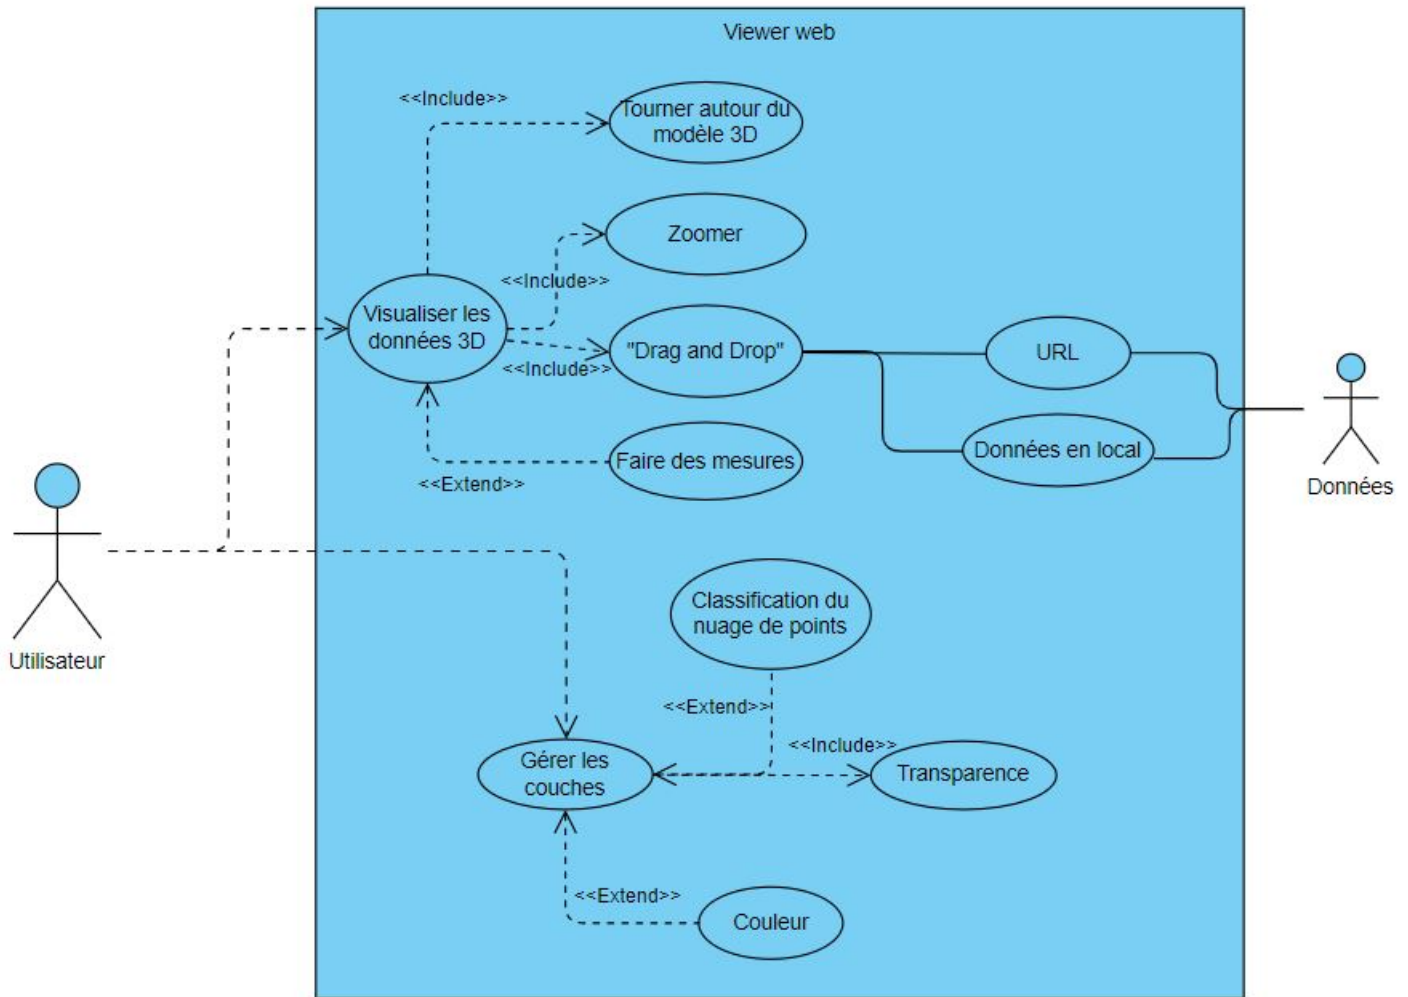 Viewer web
<<Include>>
Tourner autour du
modèle 3D
Zoomer
<<Include>>
Visualiser les
données 3D
"Drag and Drop"
<<Include>>
URL
Données en local
Faire des mesures
<<Extend>>
Données
Utilisateur
Classification du
nuage de points
<<Extend>>
<<Include>>
Gérer les
couches
Transparence
<<Extend>>
Couleur